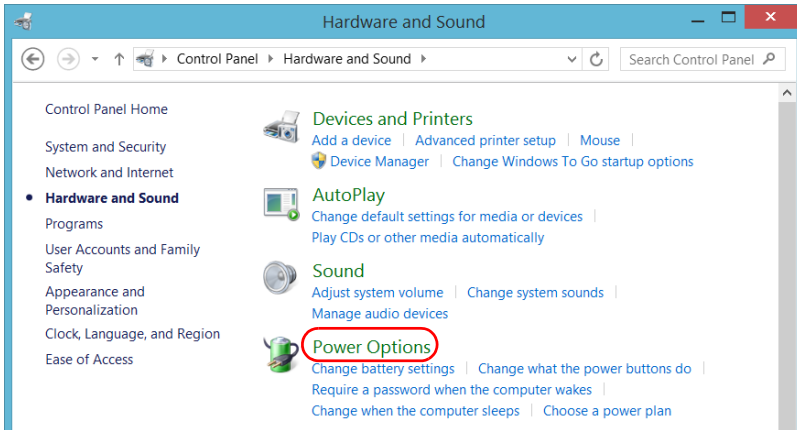 Hardware and Sound
Control Panel Hardware and Sound
Search Control Panel
Control Panel Home
System and Security
Network and Internet
Hardware and Sound
Programs
User Accounts and Family
Safety
Appearance and
Personalization
Clock, Language, and Region
Ease of Access
Devices and Printers
Add a device Advanced printer setup Mouse
Device Manager Change Windows To Go startup options
AutoPlay
Change default settings for media or devices
Play CDs or other media automatically
Sound
Adjust system volume Change system sounds
Manage audio devices
Power Options
Change battery settings Change what the power buttons do
Require a password when the computer wakes
Change when the computer sleeps Choose a power plan